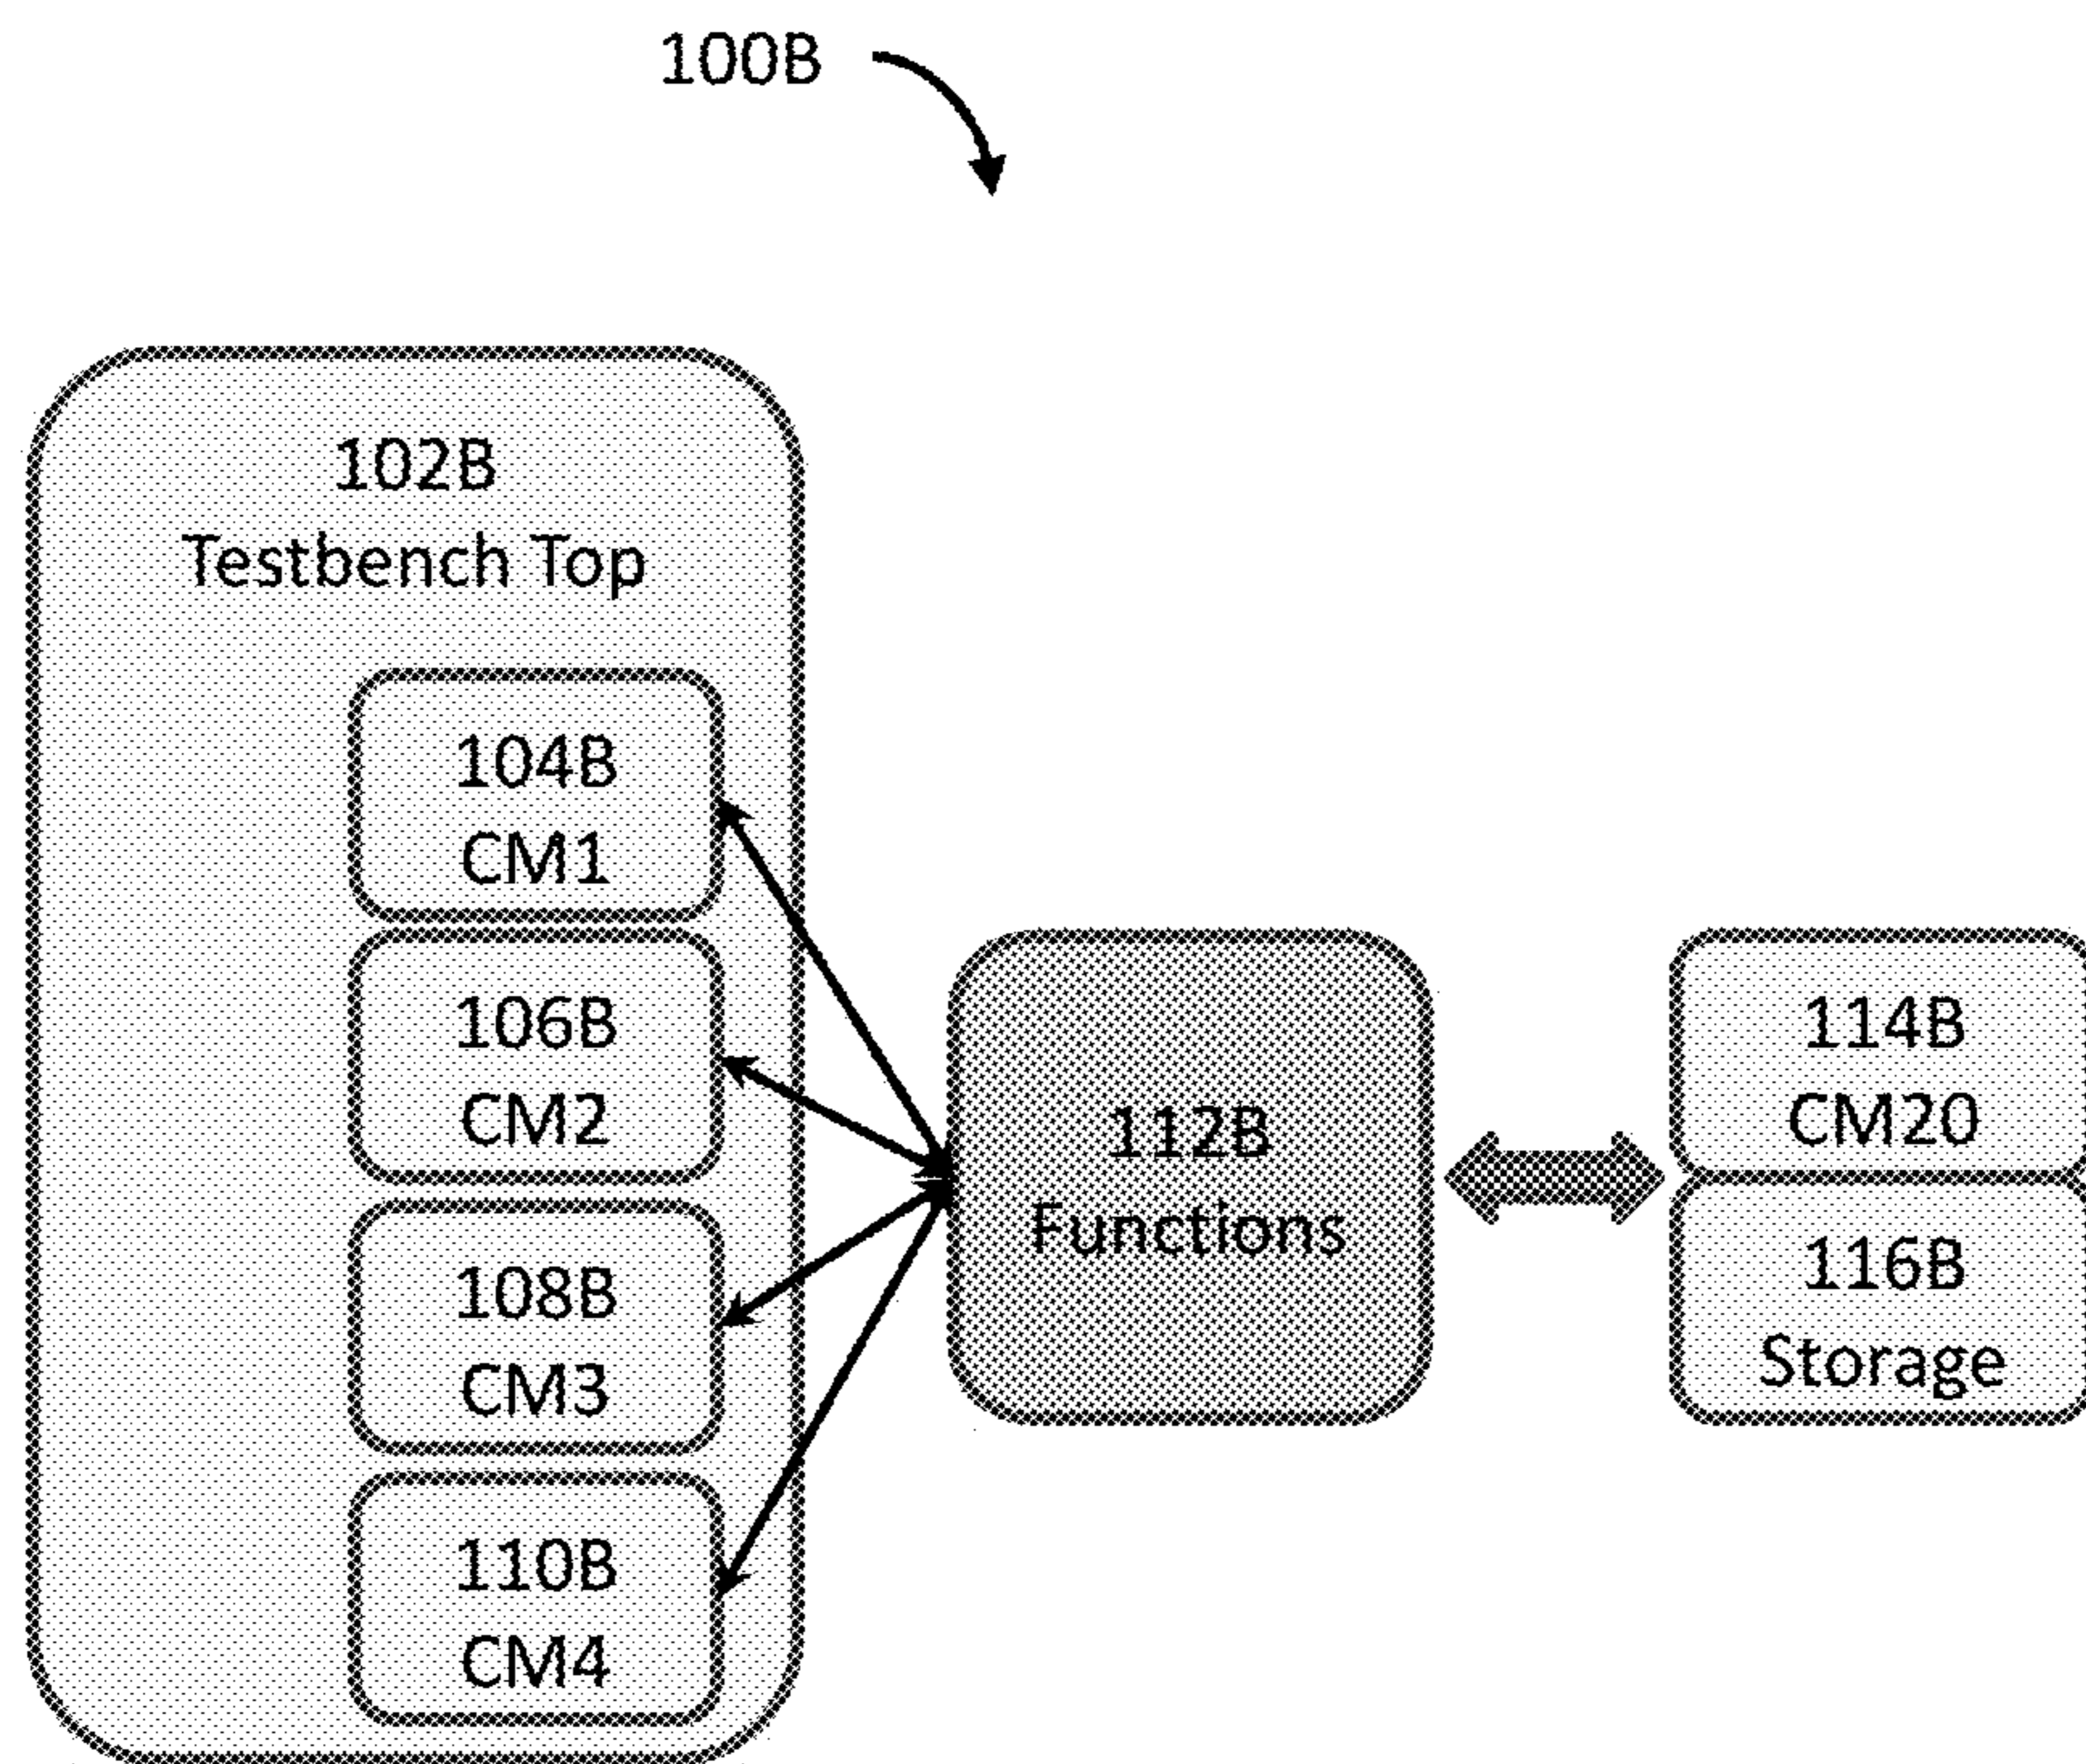 100B
102B
Testbench Top
104B
CM1
106B
CM2
108B
CM3
110B
CM4
112B
Functions
114B
CM20
116B
Storage